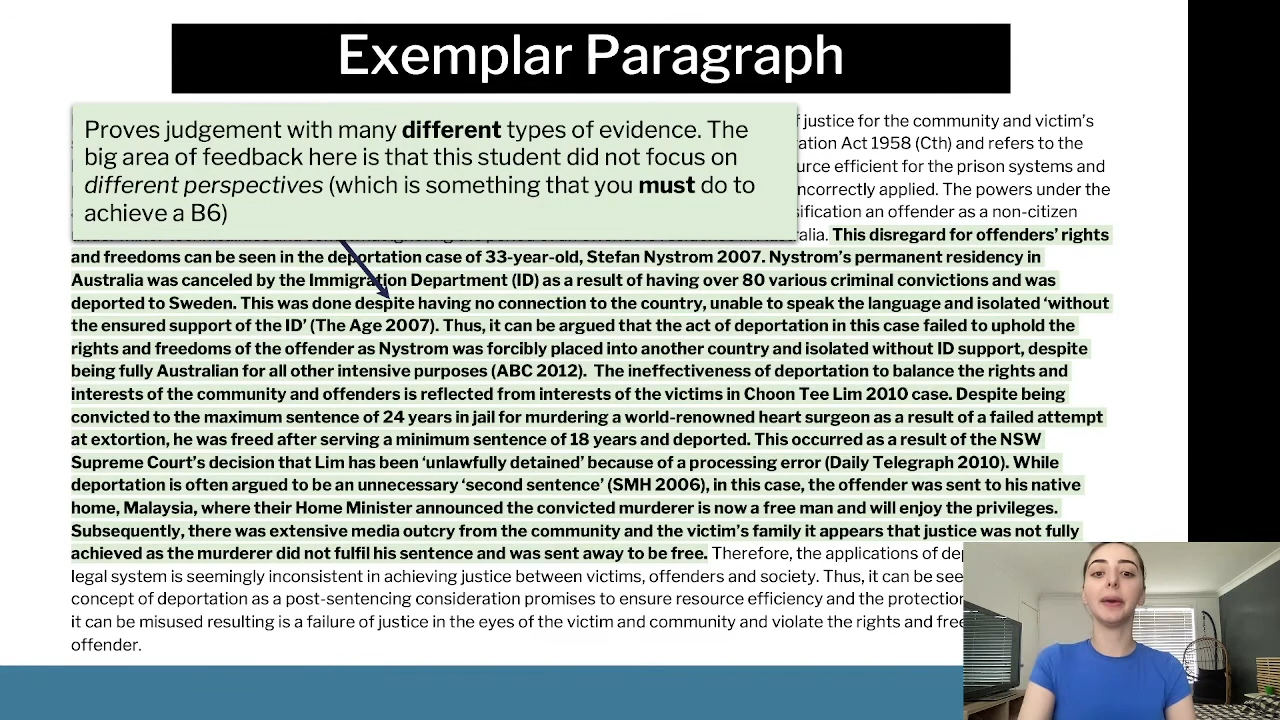 Exemplar Paragraph
Proves judgement with many different types of evidence. The
big area of feedback here is that this student did not focus on
different perspectives (which is something that you must do to
achieve a B6)
f justice for the community and victim's
ation Act 1958 (Cth) and refers to the
urce efficient for the prison systems and
ncorrectly applied. The powers under the
sification an offender as a non-citizen
ralia. This disregard for offenders' rights
and freedoms can be seen in the deportation case of 33-year-old, Stefan Nystrom 2007. Nystrom's permanent residency in
Australia was canceled by the Immigration Department (ID) as a result of having over 80 various criminal convictions and was
deported to Sweden. This was done despite having no connection to the country, unable to speak the language and isolated 'without
the ensured support of the ID' (The Age 2007). Thus, it can be argued that the act of deportation in this case failed to uphold the
rights and freedoms of the offender as Nystrom was forcibly placed into another country and isolated without ID support, despite
being fully Australian for all other intensive purposes (ABC 2012). The ineffectiveness of deportation to balance the rights and
interests of the community and offenders is reflected from interests of the victims in Choon Tee Lim 2010 case. Despite being
convicted to the maximum sentence of 24 years in jail for murdering a world-renowned heart surgeon as a result of a failed attempt
at extortion, he was freed after serving a minimum sentence of 18 years and deported. This occurred as a result of the NSW
Supreme Court's decision that Lim has been 'unlawfully detained' because of a processing error (Daily Telegraph 2010). While
deportation is often argued to be an unnecessary 'second sentence' (SMH 2006), in this case, the offender was sent to his native
home, Malaysia, where their Home Minister announced the convicted murderer is now a free man and will enjoy the privileges.
Subsequently, there was extensive media outcry from the community and the victim's family it appears that justice was not fully
achieved as the murderer did not fulfil his sentence and was sent away to be free. Therefore, the applications of dep
legal system is seemingly inconsistent in achieving justice between victims, offenders and society. Thus, it can be see
concept of deportation as a post-sentencing consideration promises to ensure resource efficiency and the protection
it can be misused resulting is a failure of justice in the eyes of the victim and community and violate the rights and free
offender.